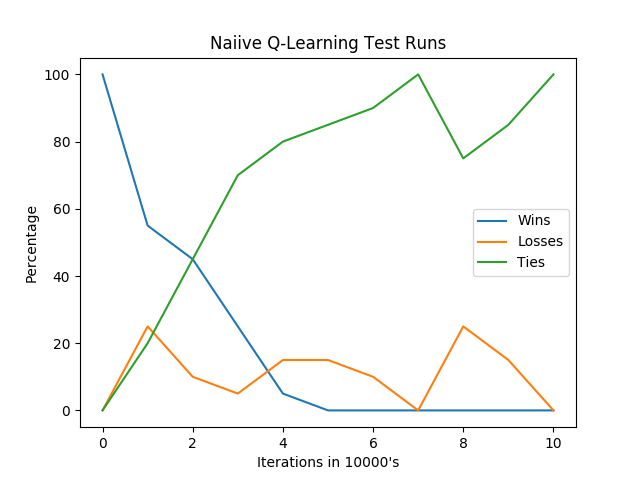 Naiive Q-Learning Test Runs
100
80
60
40
20
0
Percentage
Wins
Losses
Ties
0 2 4 6 8 10
Iterations in 10000's